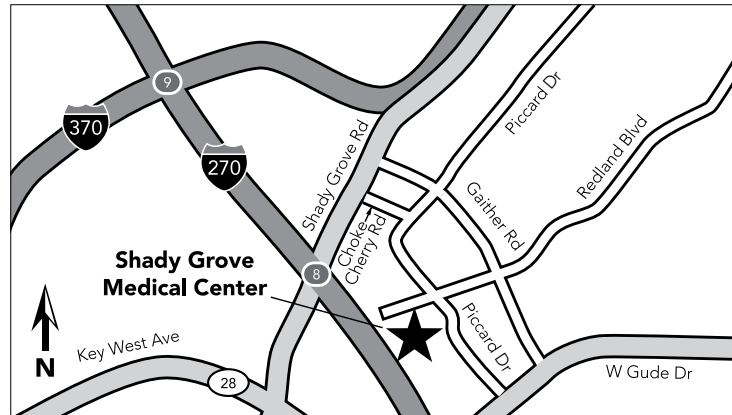 9
370
270
Shady Grove Rd
Piccard Dr
Redland Blvd
Gaither Rd
Choke
Cherry Rd
Shady Grove
Medical Center
8
N
Key West Ave
28
Piccard Dr
W Gude Dr